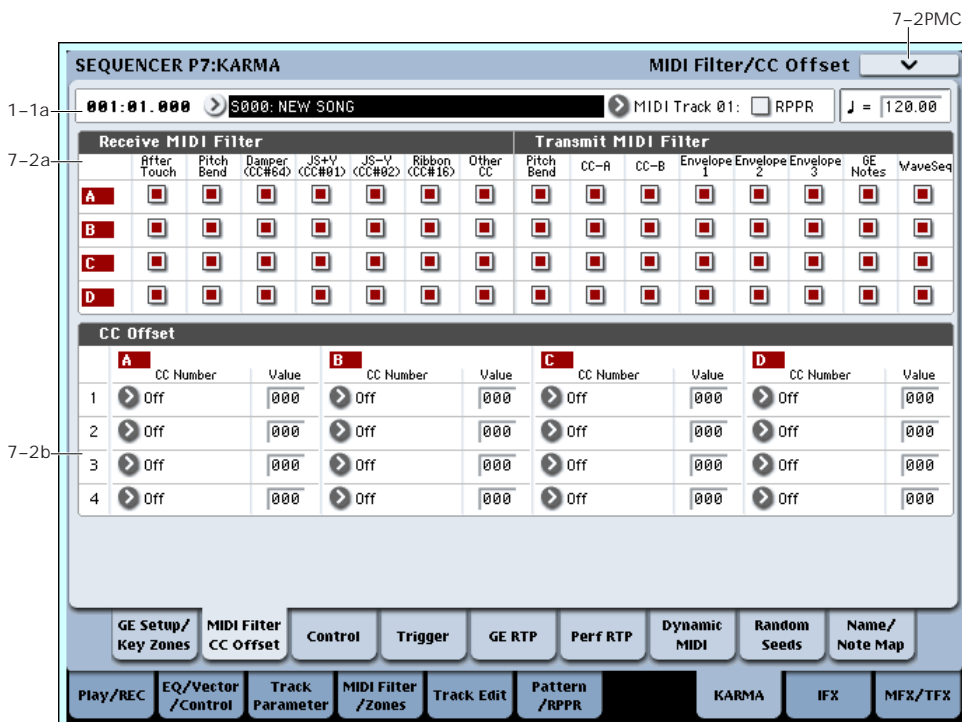 7-2PMC
SEQUENCER P7:KARMA MIDI Filter/CC Offset
1-1a
001:01.000 S000: NEW SONG MIDI Track 01: RPPR ♩ = 120.00
7-2a
Receive MIDI Filter Transmit MIDI Filter
After Touch Pitch Bend Damper (CC#64) JS+Y (CC#01) JS-Y (CC#02) Ribbon (CC#16) Other CC Pitch Bend CC-A CC-B Envelope 1 Envelope 2 Envelope 3 GE Notes WaveSeq
A
B
C
D
CC Offset
A B C D
CC Number Value CC Number Value CC Number Value CC Number Value
1 Off 000 Off 000 Off 000 Off 000
2 Off 000 Off 000 Off 000 Off 000
7-2b
3 Off 000 Off 000 Off 000 Off 000
4 Off 000 Off 000 Off 000 Off 000
GE Setup/ Key Zones MIDI Filter CC Offset Control Trigger GE RTP Perf RTP Dynamic MIDI Random Seeds Name/ Note Map
Play/REC EQ/Vector /Control Track Parameter MIDI Filter /Zones Track Edit Pattern /RPPR KARMA IFX MFX/TFX